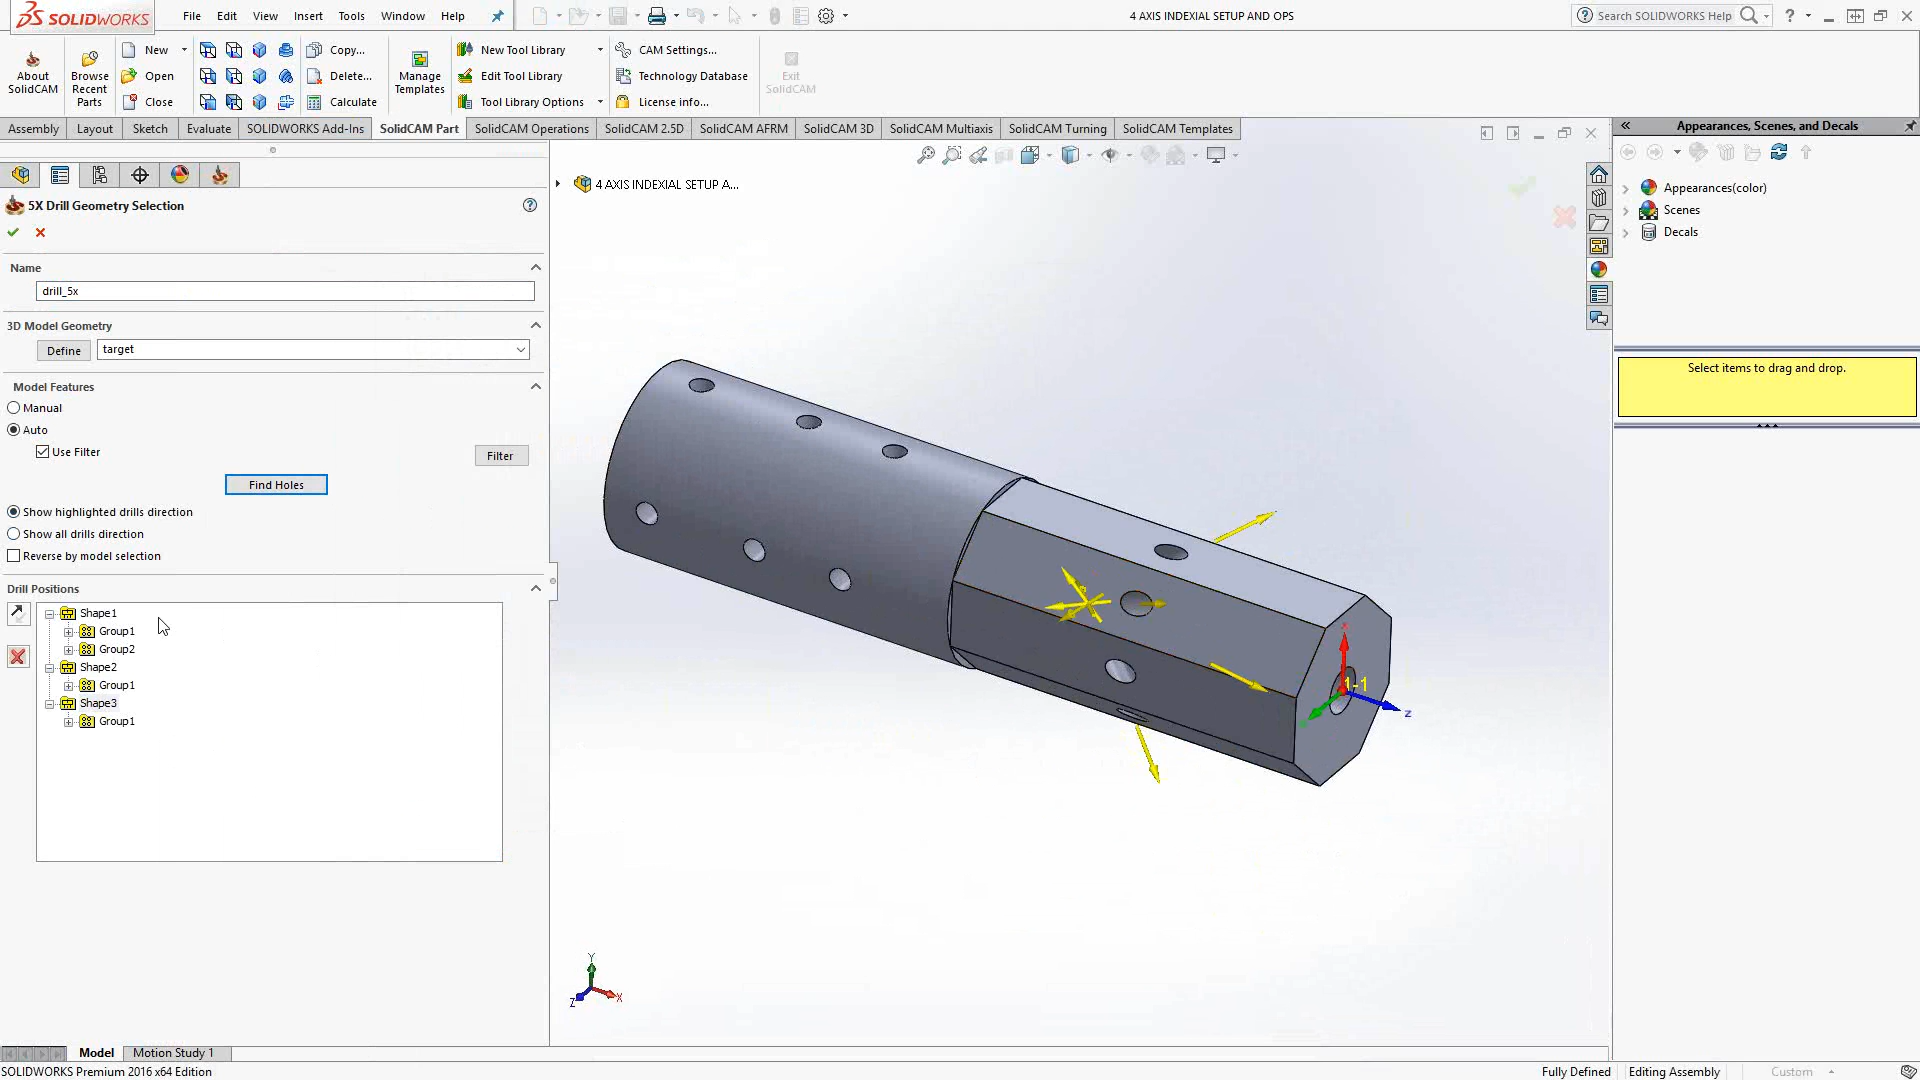 SOLIDWORKS
File Edit View Insert Tools Window Help
4 AXIS INDEXIAL SETUP AND OPS
Search SOLIDWORKS Help
About SolidCAM
Browse Recent Parts
New
Open
Close
Copy...
Delete...
Calculate
Manage Templates
New Tool Library
Edit Tool Library
Tool Library Options
CAM Settings...
Technology Database
License info...
Exit SolidCAM
Assembly Layout Sketch Evaluate SOLIDWORKS Add-Ins SolidCAM Part SolidCAM Operations SolidCAM 2.5D SolidCAM AFRM SolidCAM 3D SolidCAM Multiaxis SolidCAM Turning SolidCAM Templates
5X Drill Geometry Selection
Name
drill_5x
3D Model Geometry
Define target
Model Features
Manual
Auto
Use Filter
Filter
Find Holes
Show highlighted drills direction
Show all drills direction
Reverse by model selection
Drill Positions
Shape1
Group1
Group2
Shape2
Group1
Shape3
Group1
4 AXIS INDEXIAL SETUP A...
1-1
x
z
Y
Z
X
Appearances, Scenes, and Decals
Appearances(color)
Scenes
Decals
Select items to drag and drop.
Model Motion Study 1
SOLIDWORKS Premium 2016 x64 Edition
Fully Defined Editing Assembly Custom